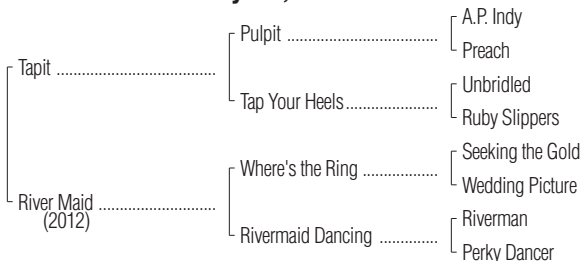 A.P. Indy
Pulpit ..........................................
Preach
Tapit ............................................
Unbridled
Tap Your Heels..........................
Ruby Slippers
Seeking the Gold
Where's the Ring .....................
Wedding Picture
River Maid .................................
(2012)
Riverman
Rivermaid Dancing ................
Perky Dancer